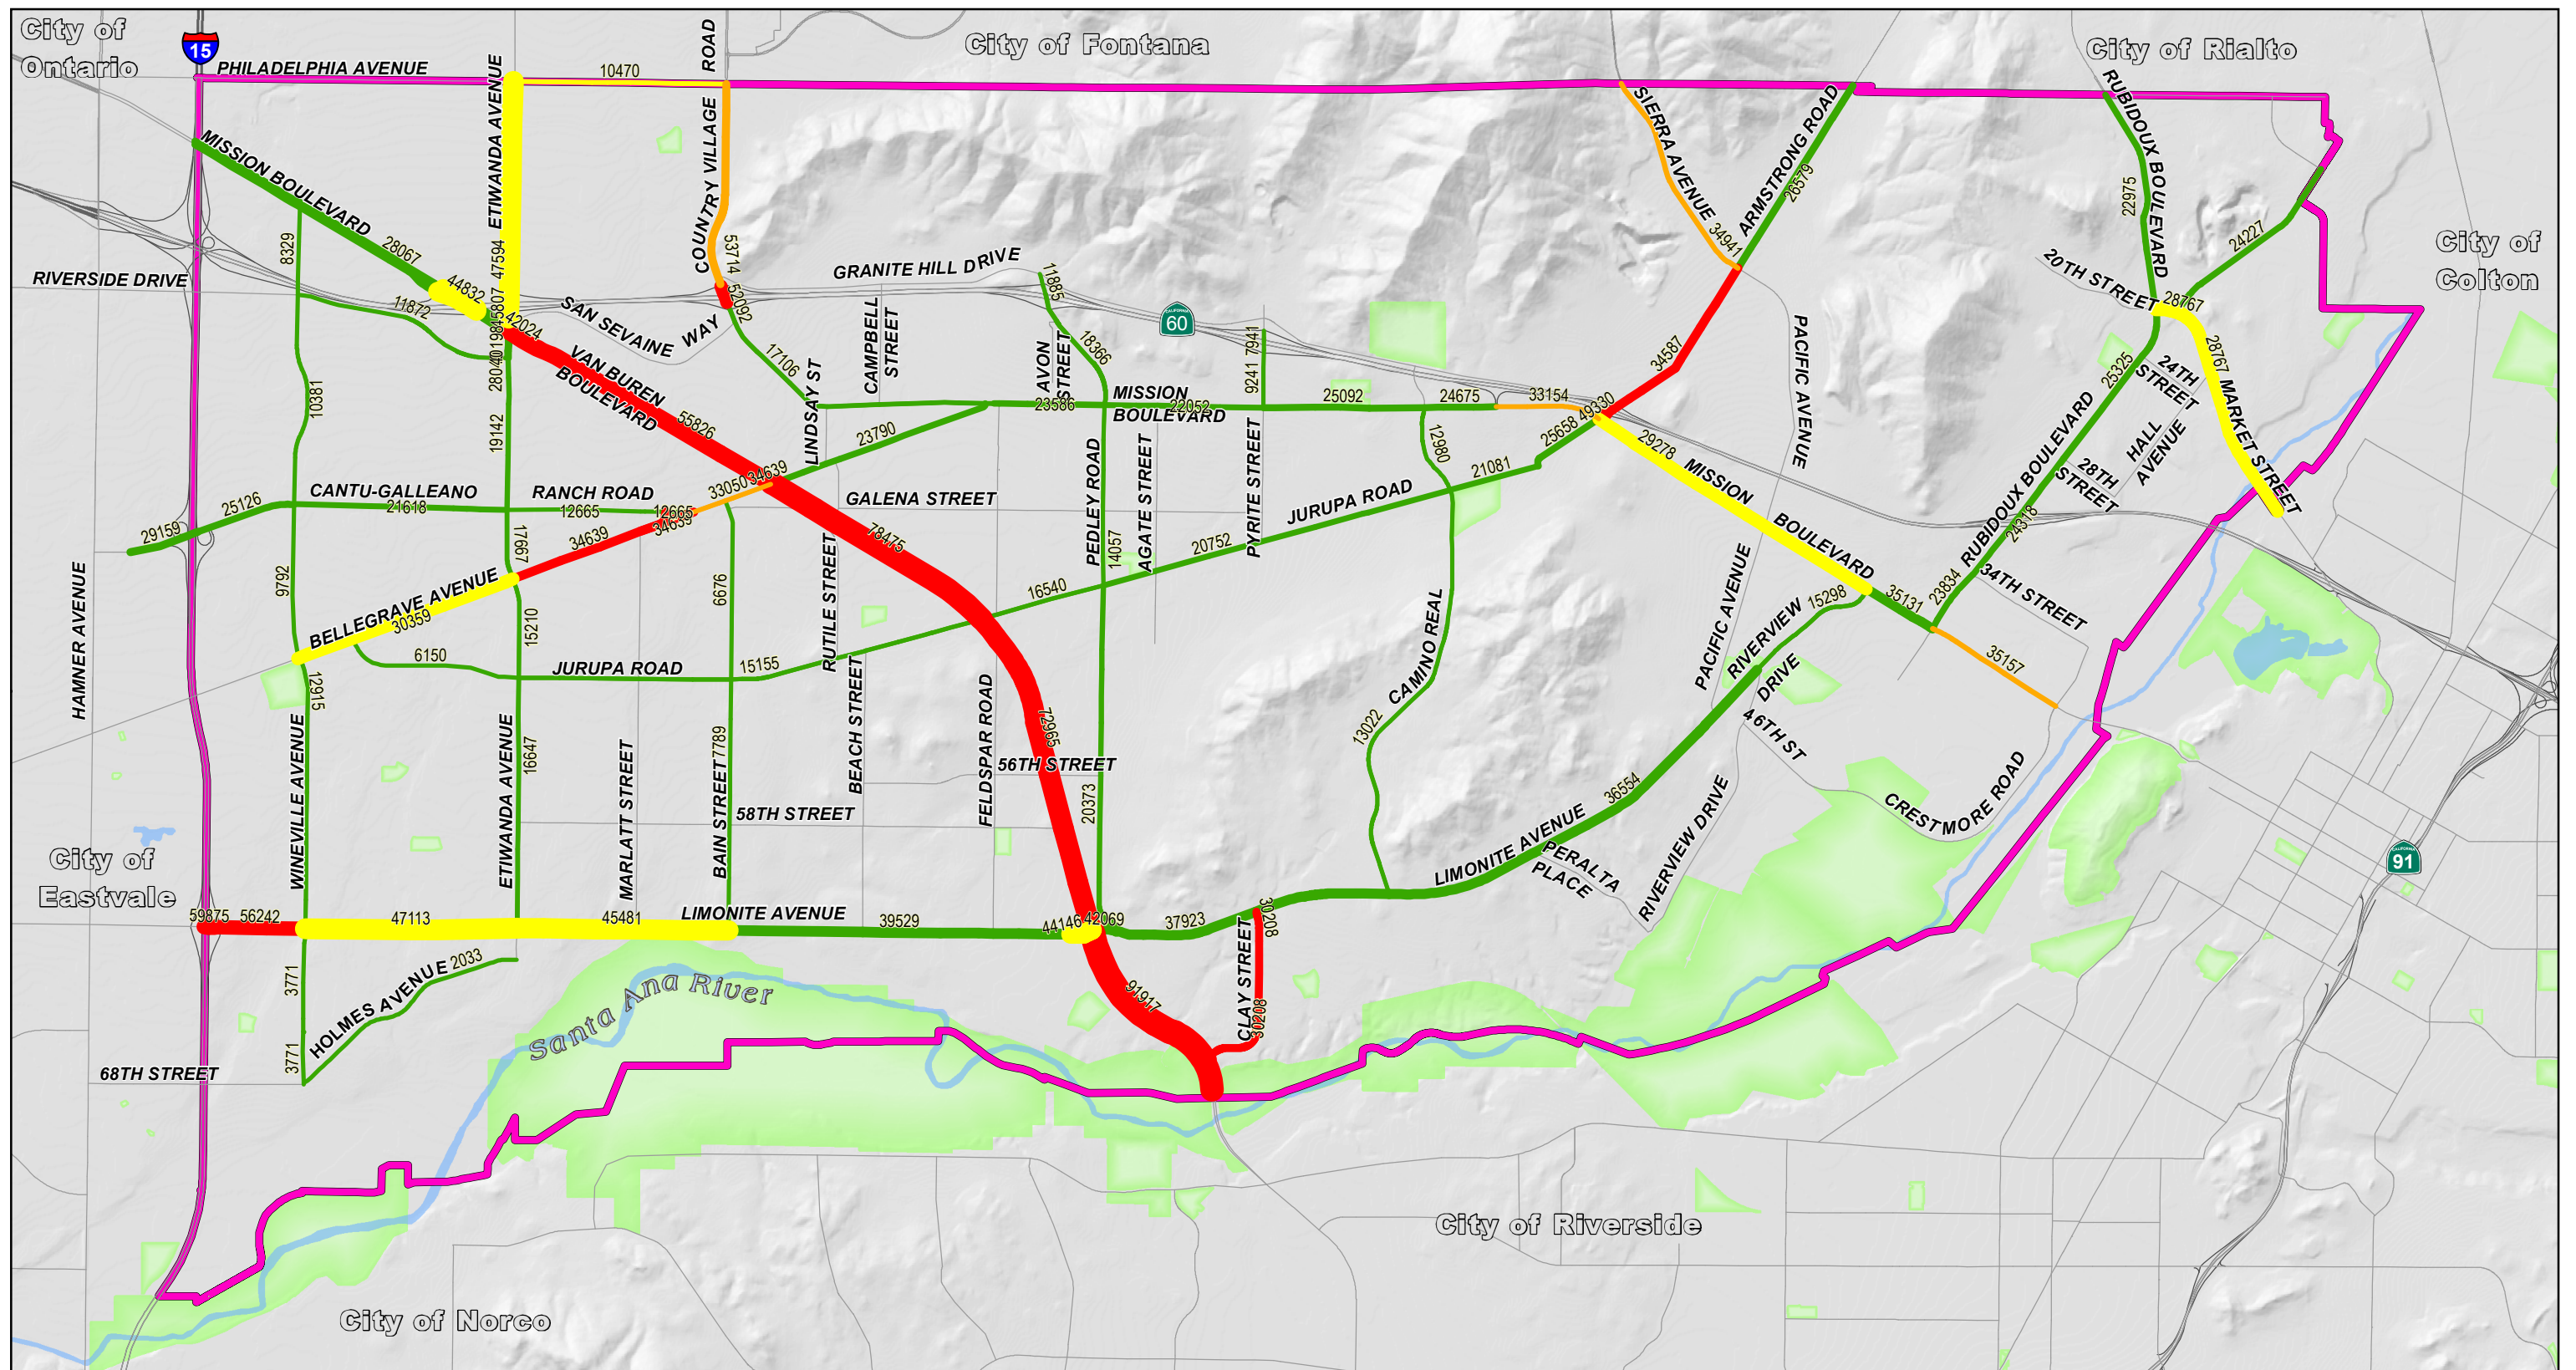 City of
Ontario
15
PHILADELPHIA AVENUE
ETIWANDA AVENUE
10470
ROAD
COUNTRY VILLAGE
City of Fontana
SIERRA AVENUE
ARMSTRONG ROAD
26579
34941
City of Rialto
RUBIDOUX BOULEVARD
22975
24227
City of
Colton
MISSION BOULEVARD
28067
8329
44832
47594
45807
42024
53714
52092
RIVERSIDE DRIVE
11872
SAN SEVAINE
WAY
GRANITE HILL DRIVE
11885
18366
60
20TH STREET
28767
28767
MARKET STREET
24TH
STREET
25325
HALL
AVENUE
28TH
STREET
RUBIDOUX BOULEVARD
24318
34TH STREET
23834
10381
19142
VAN BUREN
BOULEVARD
55826
17106
LINDSAY ST
CAMPBELL
STREET
AVON
STREET
23586
MISSION
BOULEVARD
22052
7941
9241
25092
24675
33154
49330
34587
PACIFIC AVENUE
25658
29278
MISSION
BOULEVARD
35131
35157
23790
12980
21081
29159
25126
CANTU-GALLEANO
21618
RANCH ROAD
12665
12665
34639
34639
33050
34639
GALENA STREET
78475
PEDLEY ROAD
14057
AGATE STREET
PYRITE STREET
JURUPA ROAD
20752
16540
17667
9792
HAMNER AVENUE
BELLEGRAVE AVENUE
30359
15210
6676
RUTILE STREET
6150
JURUPA ROAD
15155
12915
WINEVILLE AVENUE
ETIWANDA AVENUE
16647
MARLATT STREET
BAIN STREET
7789
BEACH STREET
FELDSPAR ROAD
72965
56TH STREET
58TH STREET
20373
CAMINO REAL
13022
PACIFIC AVENUE
RIVERVIEW
DRIVE
15298
46TH ST
36554
RIVERVIEW DRIVE
CRESTMORE ROAD
LIMONITE AVENUE
PERALTA
PLACE
91
City of
Eastvale
59875
56242
47113
45481
LIMONITE AVENUE
39529
44146
42069
37923
30208
CLAY STREET
30208
91917
3771
3771
HOLMES AVENUE
2033
Santa Ana River
68TH STREET
City of Riverside
City of Norco